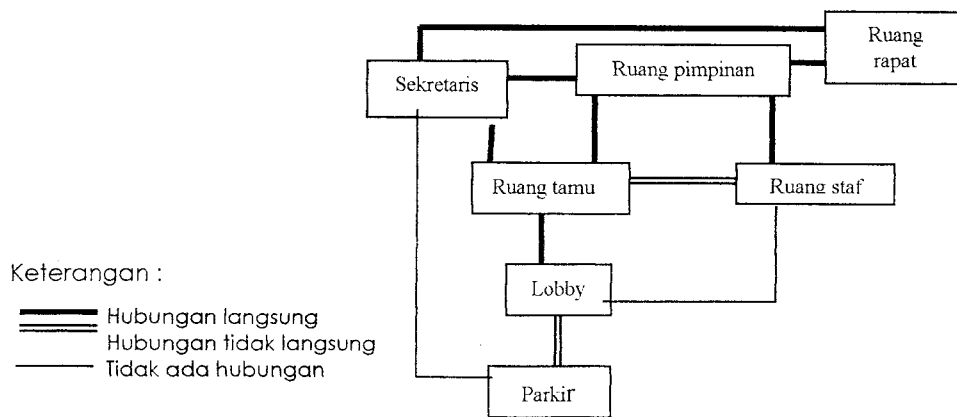 Ruang
rapat
Ruang pimpinan
Sekretaris
Ruang tamu
Ruang staf
Lobby
Parkir
Keterangan :
Hubungan langsung
Hubungan tidak langsung
Tidak ada hubungan